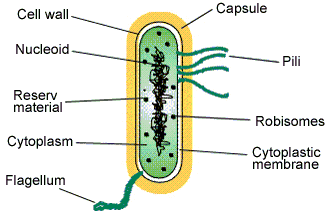 Cell wall
Capsule
Nucleoid
Pili
Reserv
material
Robisomes
Cytoplasm
Cytoplastic
membrane
Flagellum